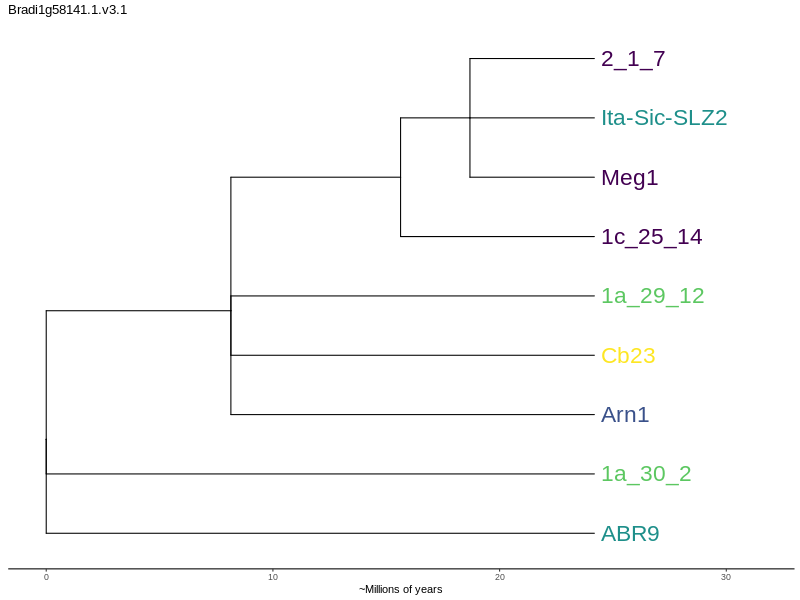 Bradi1g58141.1.v3.1
2_1_7
Ita-Sic-SLZ2
Meg1
1c_25_14
1a_29_12
Cb23
Arn1
1a_30_2
ABR9
0 10 20 30
~Millions of years